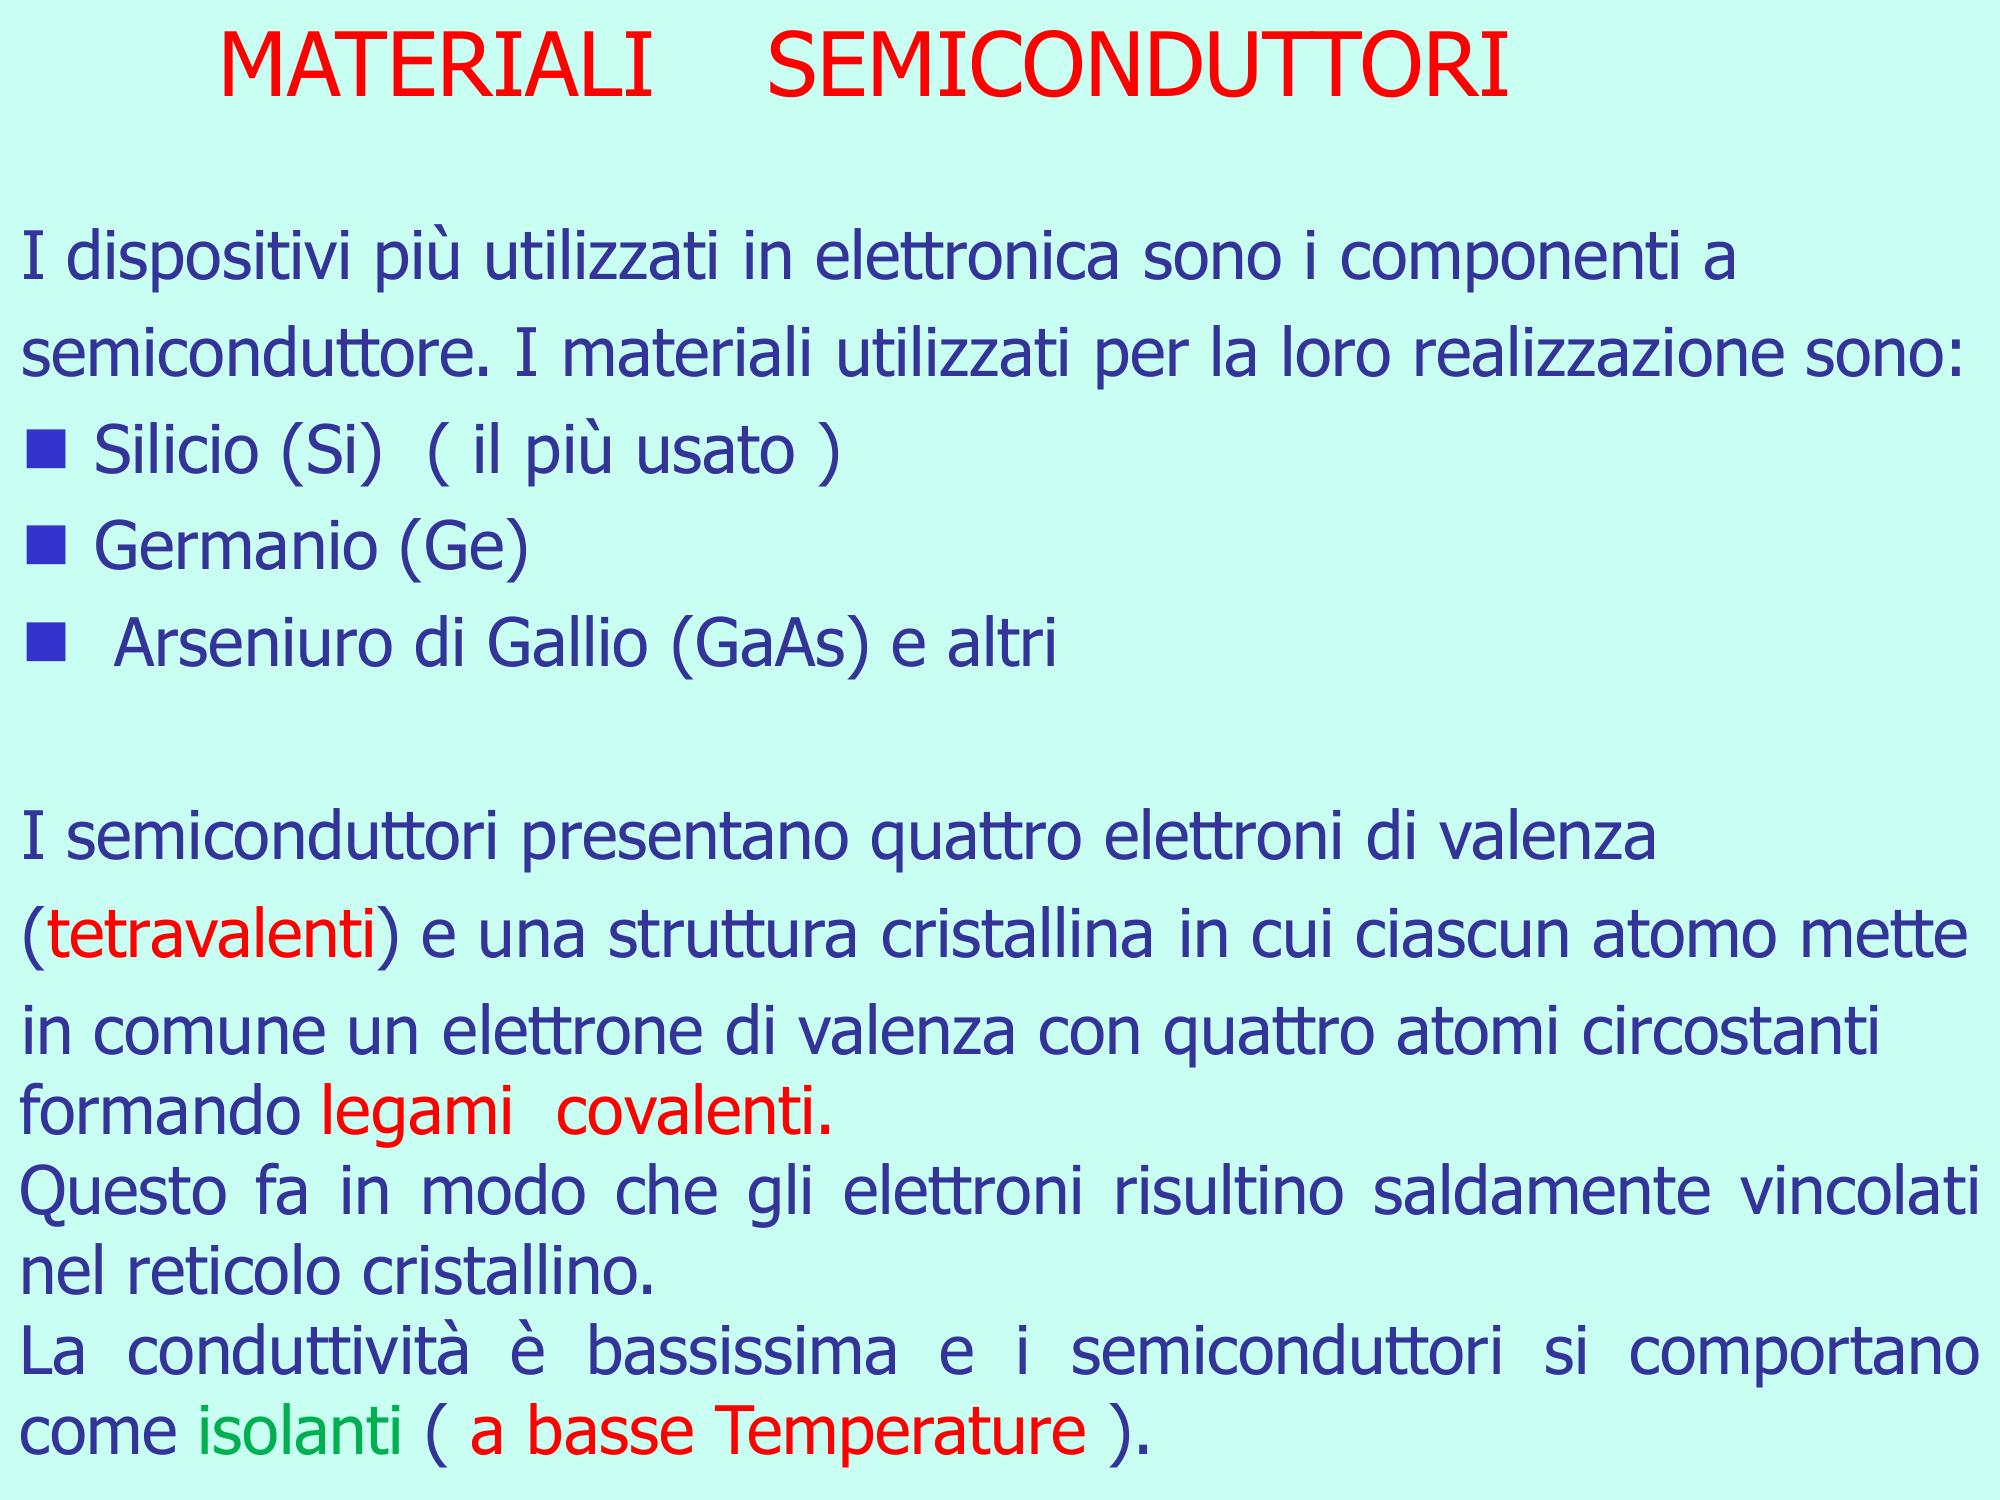 MATERIALI SEMICONDUTTORI
I dispositivi più utilizzati in elettronica sono i componenti a
semiconduttore. I materiali utilizzati per la loro realizzazione sono:
■ Silicio (Si) ( il più usato )
■ Germanio (Ge)
■ Arseniuro di Gallio (GaAs) e altri
I semiconduttori presentano quattro elettroni di valenza
(tetravalenti) e una struttura cristallina in cui ciascun atomo mette
in comune un elettrone di valenza con quattro atomi circostanti
formando legami covalenti.
Questo fa in modo che gli elettroni risultino saldamente vincolati
nel reticolo cristallino.
La conduttività è bassissima e i semiconduttori si comportano
come isolanti ( a basse Temperature ).